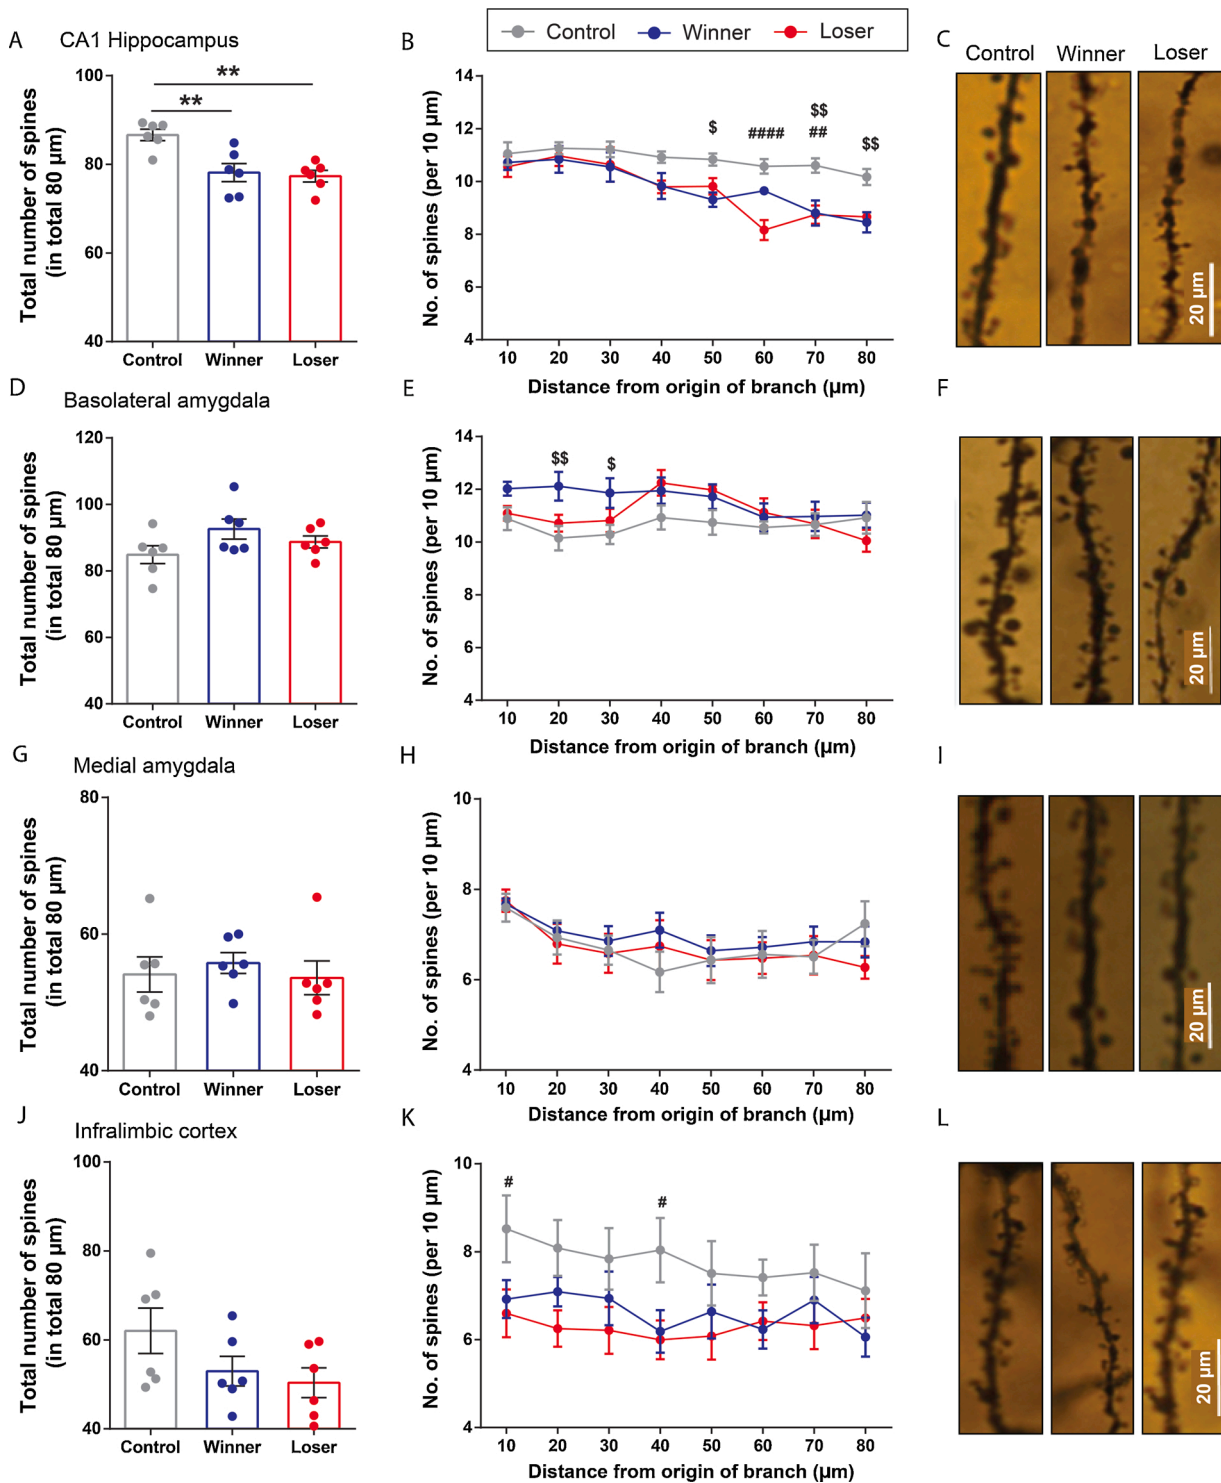 Control Winner Loser
A CA1 Hippocampus
Total number of spines
(in total 80 µm)
100
80
60
40
** **
Control Winner Loser
B
No. of spines (per 10 µm)
14
12
10
8
6
4
$ #### $$ ## $$
10 20 30 40 50 60 70 80
Distance from origin of branch (µm)
C Control Winner Loser
20 µm
D Basolateral amygdala
Total number of spines
(in total 80 µm)
120
100
80
60
40
Control Winner Loser
E
No. of spines (per 10 µm)
14
12
10
8
6
4
$$ $
10 20 30 40 50 60 70 80
Distance from origin of branch (µm)
F
20 µm
G Medial amygdala
Total number of spines
(in total 80 µm)
80
60
40
Control Winner Loser
H
No. of spines (per 10 µm)
10
8
6
4
10 20 30 40 50 60 70 80
Distance from origin of branch (µm)
I
20 µm
J Infralimbic cortex
Total number of spines
(in total 80 µm)
100
80
60
40
Control Winner Loser
K
No. of spines (per 10 µm)
10
8
6
4
# #
10 20 30 40 50 60 70 80
Distance from origin of branch (µm)
L
20 µm